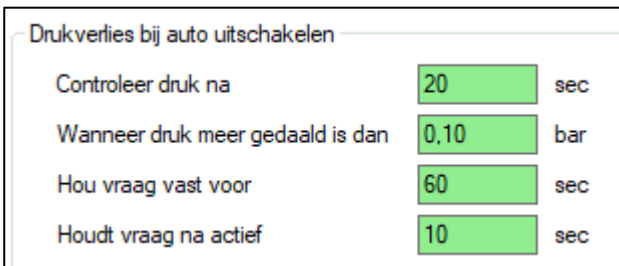 Drukverlies bij auto uitschakelen
Controleer druk na 20 sec
Wanneer druk meer gedaald is dan 0,10 bar
Hou vraag vast voor 60 sec
Houdt vraag na actief 10 sec